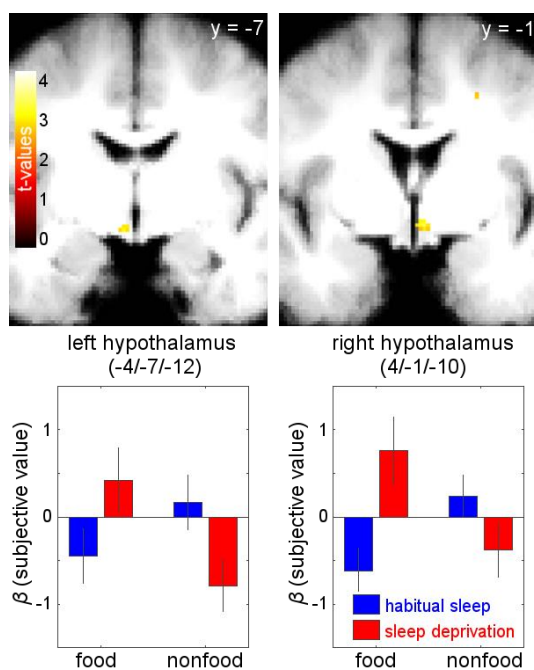 y = -7
y = -1
4
3
2
1
0
t-values
left hypothalamus
(-4/-7/-12)
right hypothalamus
(4/-1/-10)
1
0
-1
β (subjective value)
food
nonfood
1
0
-1
β (subjective value)
habitual sleep
sleep deprivation
food
nonfood